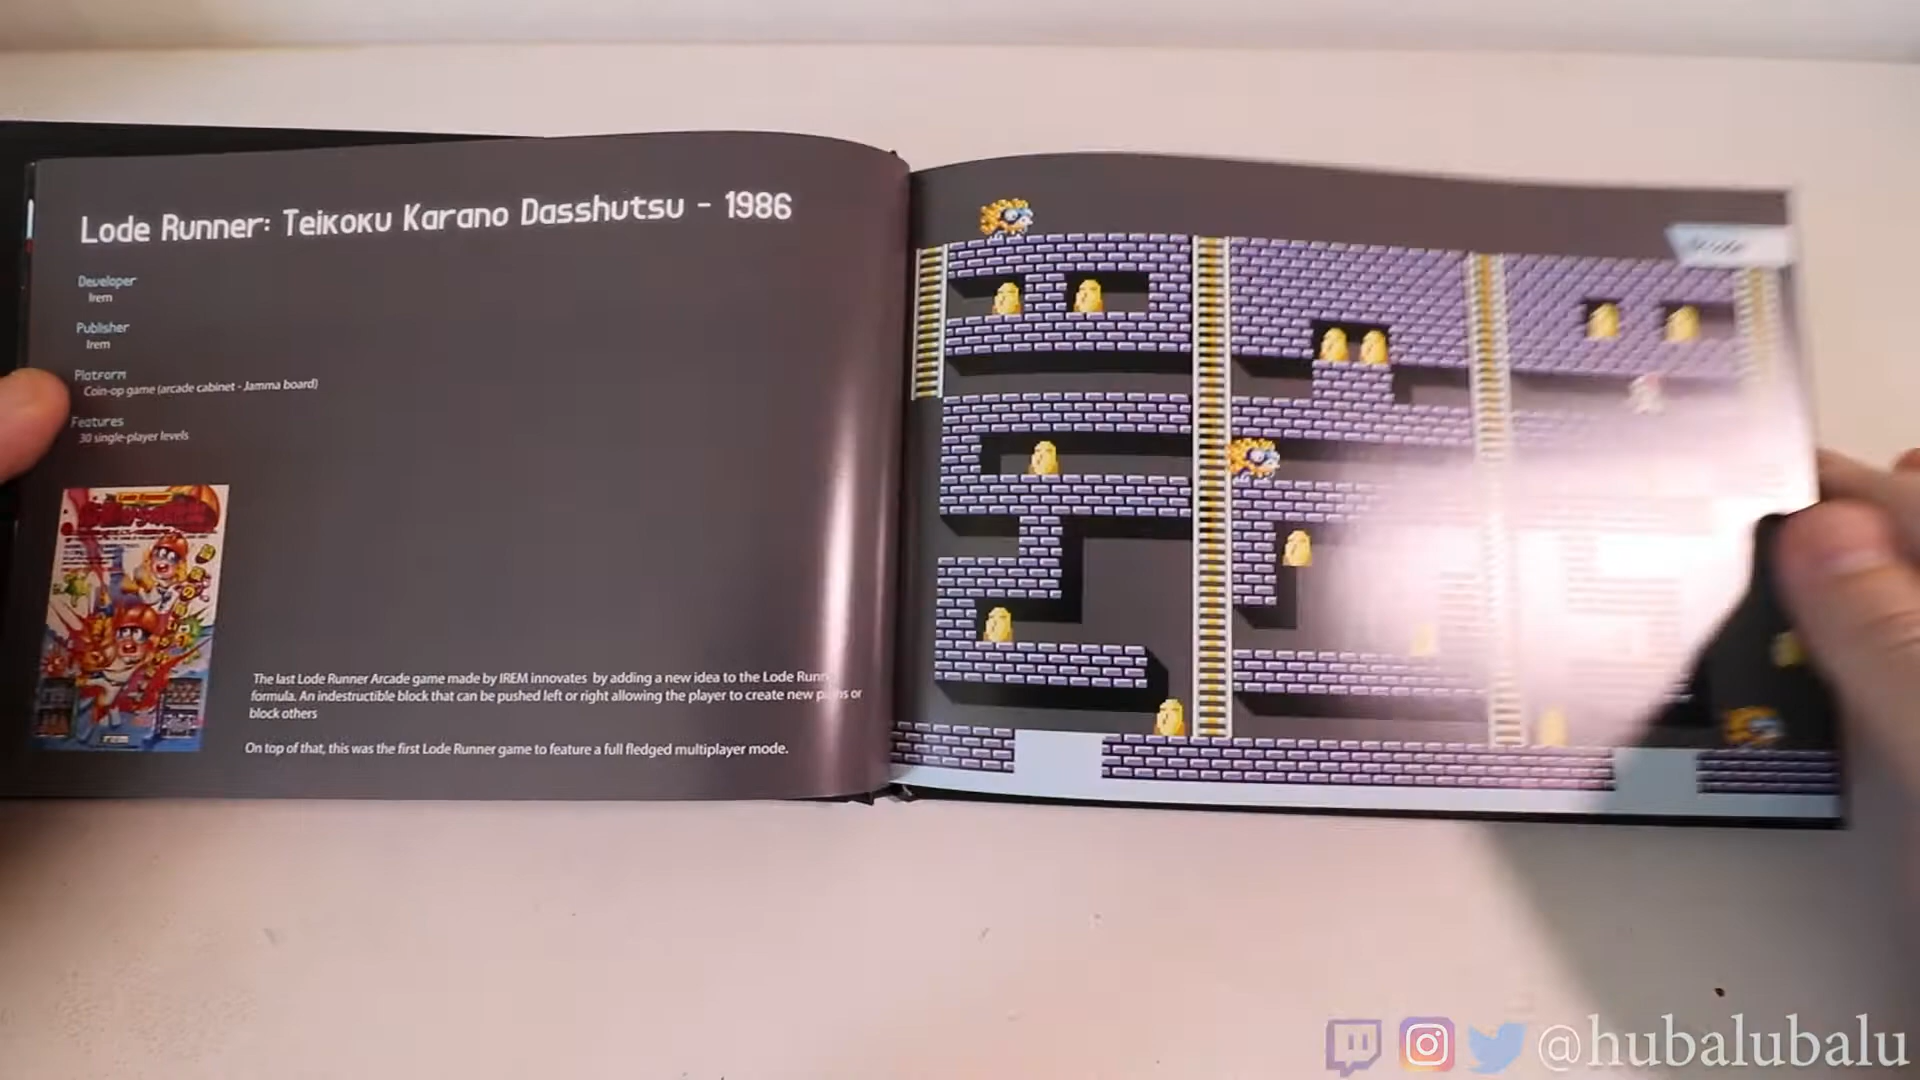 Lode Runner: Teikoku Karano Dasshutsu - 1986
Developer
Irem
Publisher
Irem
Platform
Coin-op game (arcade cabinet - Jamma board)
Features
30 single-player levels
Lode Runner
The last Lode Runner Arcade game made by IREM innovates by adding a new idea to the Lode Runn
formula. An indestructible block that can be pushed left or right allowing the player to create new or
block others
On top of that, this was the first Lode Runner game to feature a full fledged multiplayer mode.
@hubalubalu